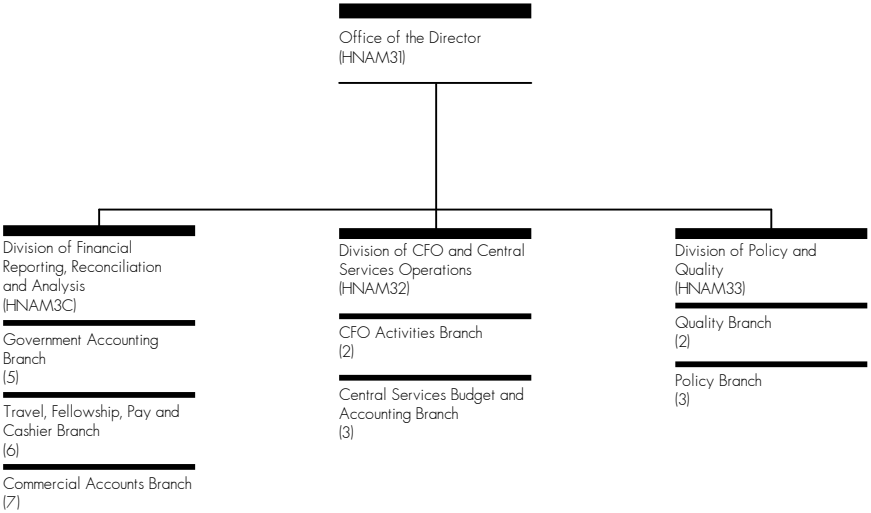 Office of the Director
(HNAM31)
Division of Financial
Reporting, Reconciliation
and Analysis
(HNAM3C)
Government Accounting
Branch
(5)
Travel, Fellowship, Pay and
Cashier Branch
(6)
Commercial Accounts Branch
(7)
Division of CFO and Central
Services Operations
(HNAM32)
CFO Activities Branch
(2)
Central Services Budget and
Accounting Branch
(3)
Division of Policy and
Quality
(HNAM33)
Quality Branch
(2)
Policy Branch
(3)